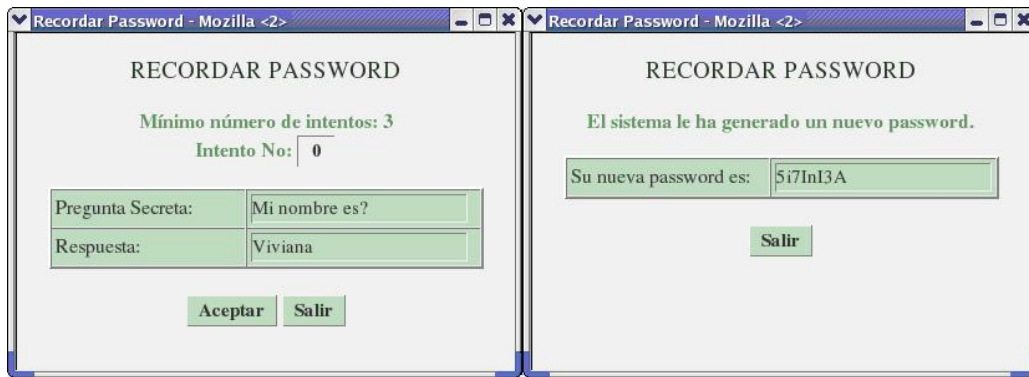 Recordar Password - Mozilla <2>
RECORDAR PASSWORD
Mínimo número de intentos: 3
Intento No: 0
Pregunta Secreta: Mi nombre es?
Respuesta: Viviana
Aceptar Salir
Recordar Password - Mozilla <2>
RECORDAR PASSWORD
El sistema le ha generado un nuevo password.
Su nueva password es: 5i7InI3A
Salir